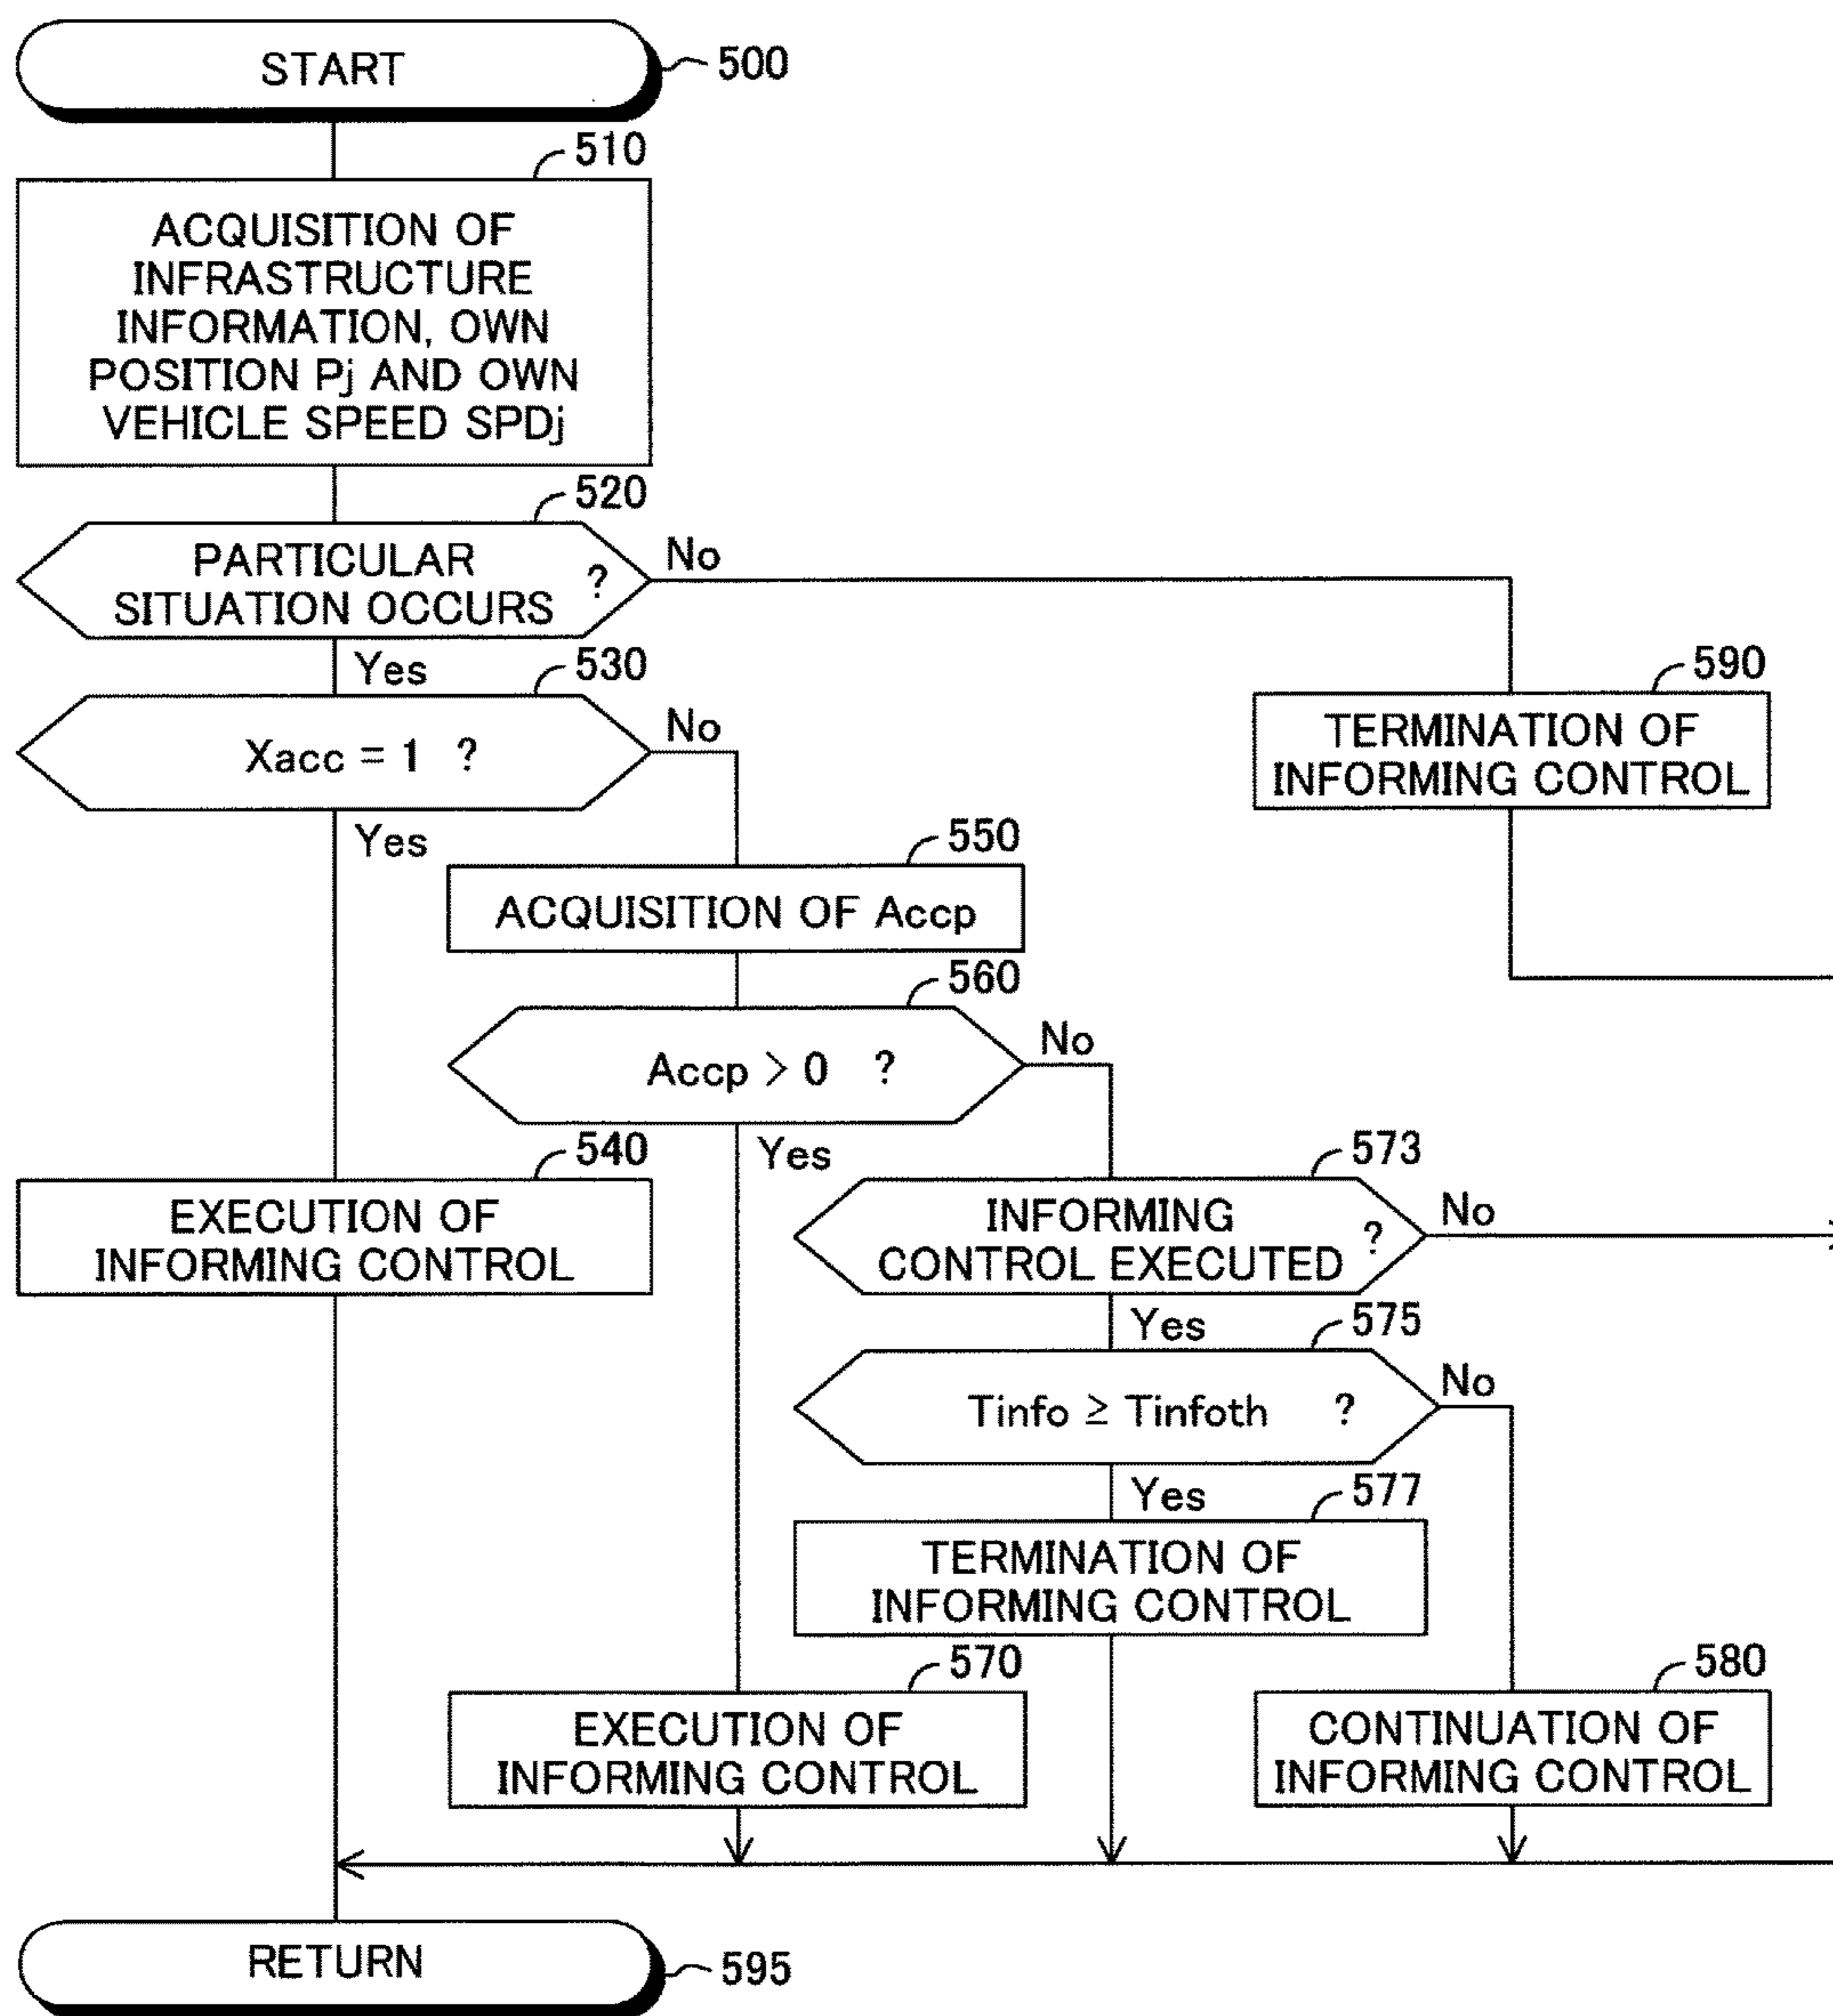 START
500
510
ACQUISITION OF
INFRASTRUCTURE
INFORMATION, OWN
POSITION Pj AND OWN
VEHICLE SPEED SPDj
520
PARTICULAR
SITUATION OCCURS ?
No
Yes
530
Xacc = 1 ?
No
Yes
590
TERMINATION OF
INFORMING CONTROL
550
ACQUISITION OF Accp
560
Accp > 0 ?
No
Yes
540
EXECUTION OF
INFORMING CONTROL
573
INFORMING
CONTROL EXECUTED ?
No
Yes
575
Tinfo ≥ Tinfoth ?
No
Yes
577
TERMINATION OF
INFORMING CONTROL
570
EXECUTION OF
INFORMING CONTROL
580
CONTINUATION OF
INFORMING CONTROL
RETURN
595